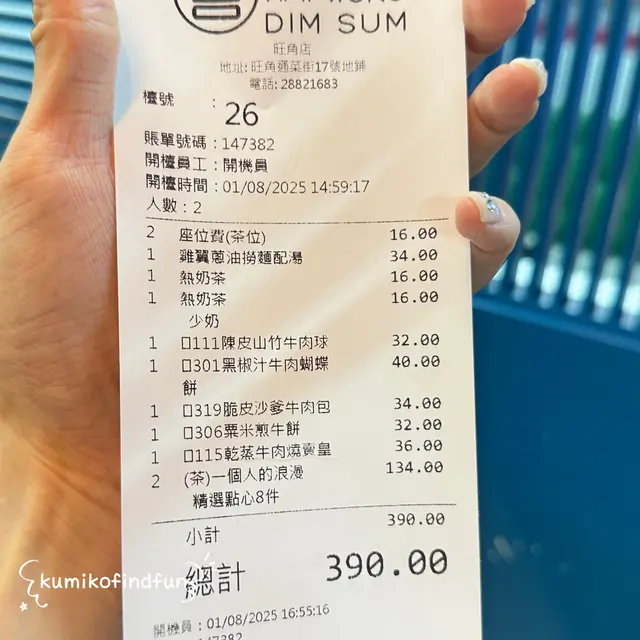 DIM SUM
旺角店
地址: 旺角通菜街17號地鋪
電話: 28821683
檯號 : 26
賬單號碼 : 147382
開檯員工 : 開機員
開檯時間 : 01/08/2025 14:59:17
人數 : 2
2 座位費(茶位) 16.00
1 雞翼蔥油撈麵配湯 34.00
1 熱奶茶 16.00
1 熱奶茶 16.00
少奶
1 口111陳皮山竹牛肉球 32.00
1 口301黑椒汁牛肉蝴蝶 40.00
餅
1 口319脆皮沙爹牛肉包 34.00
1 口306粟米煎牛餅 32.00
1 口115乾蒸牛肉燒賣皇 36.00
2 (茶)一個人的浪漫 134.00
精選點心8件
小計 390.00
總計 390.00
kumikofindfun
開機員 : 01/08/2025 16:55:16
147382